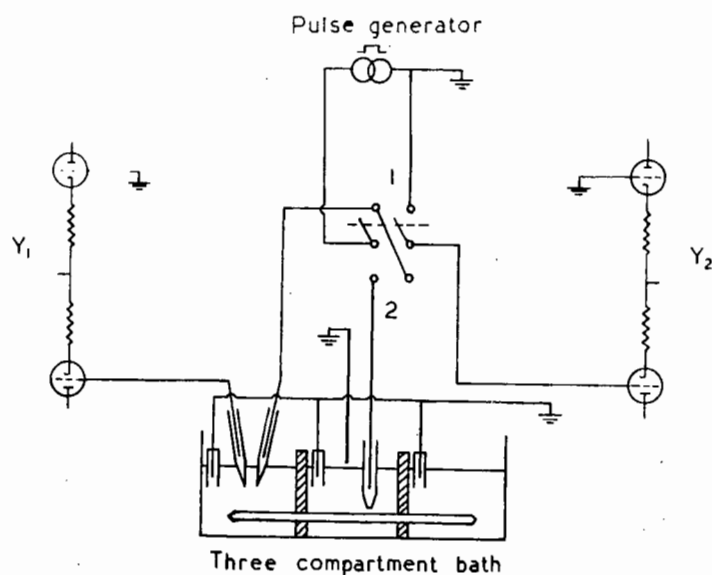 Pulse generator
1
Y₁
Y₂
2
Three compartment bath